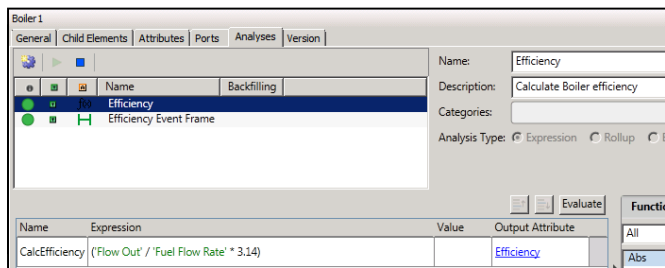 Boiler 1
General Child Elements Attributes Ports Analyses Version
Name: Efficiency
Description: Calculate Boiler efficiency
Categories:
Analysis Type: Expression Rollup
Name Backfilling
f(x) Efficiency
Efficiency Event Frame
Evaluate Functio
Name Expression Value Output Attribute
All
CalcEfficiency ('Flow Out' / 'Fuel Flow Rate' * 3.14) Efficiency
Abs